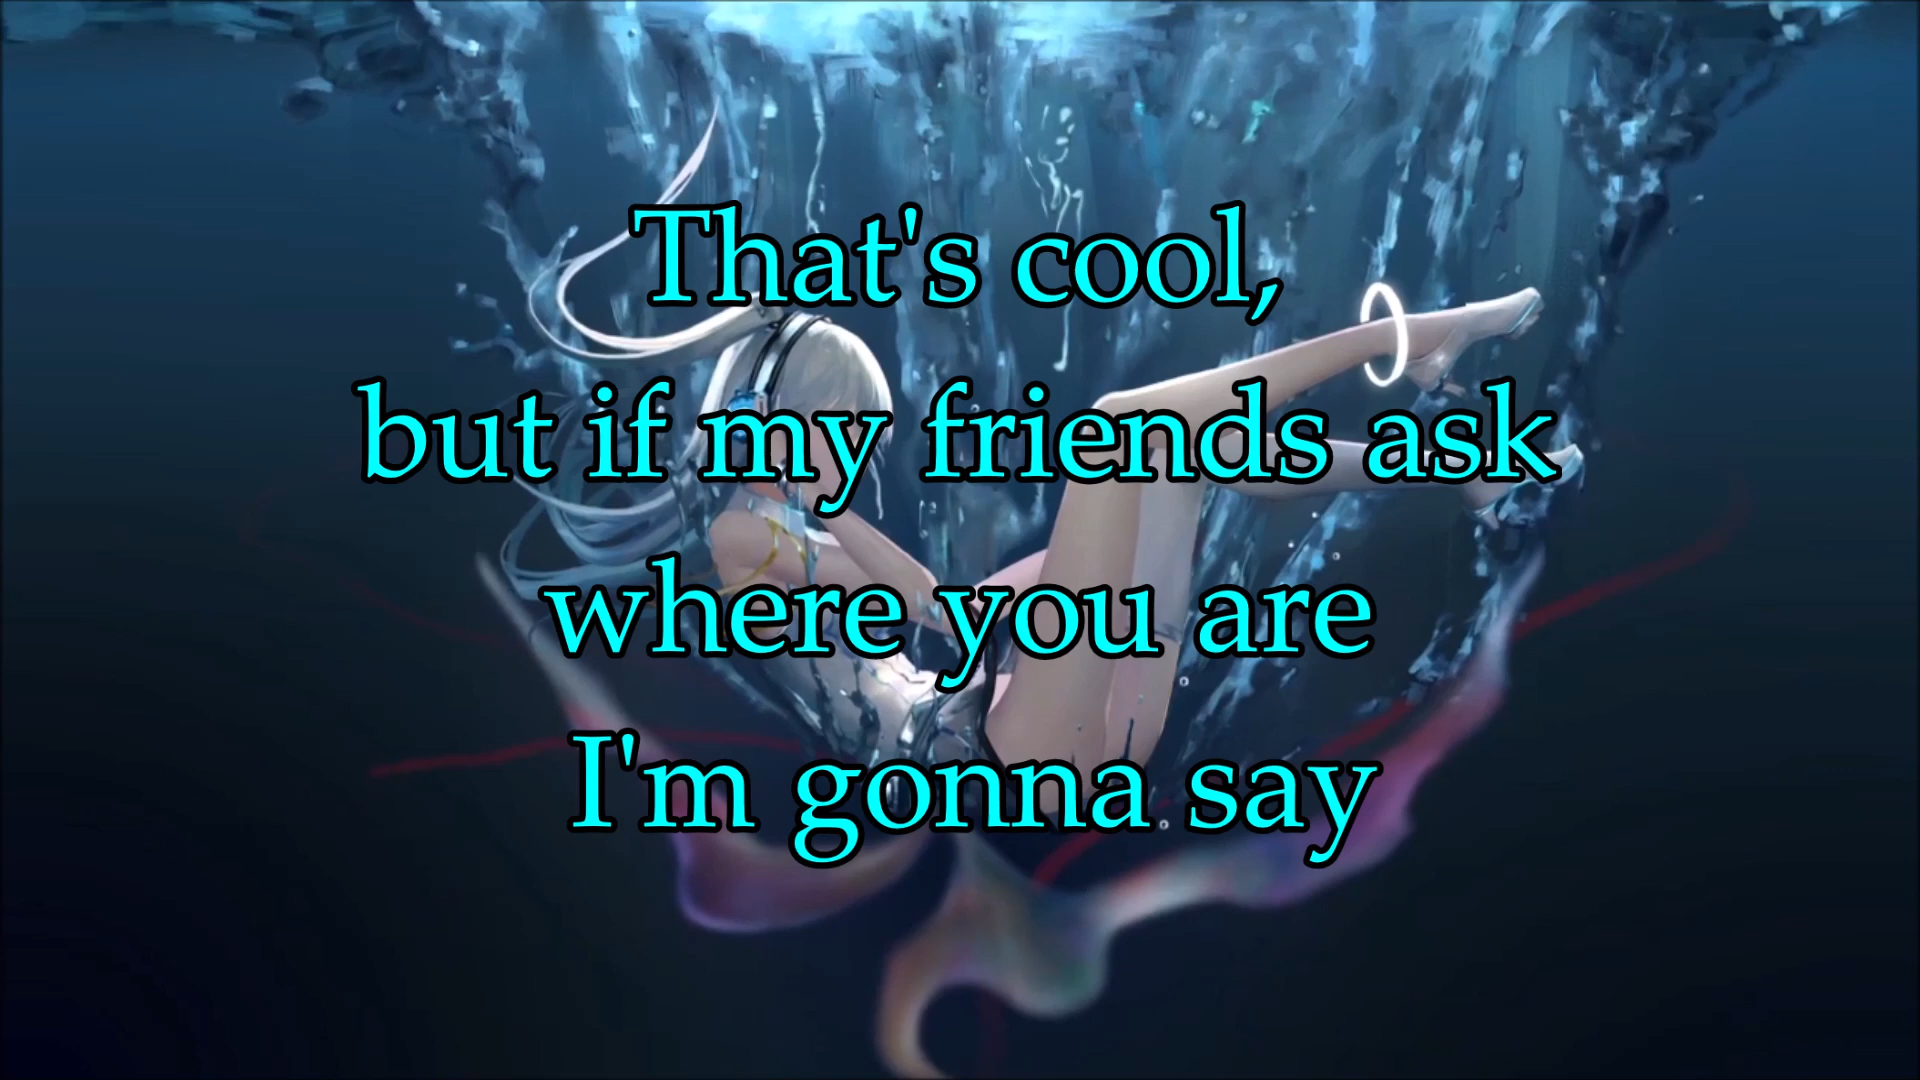 That's cool,
but if my friends ask
where you are
I'm gonna say